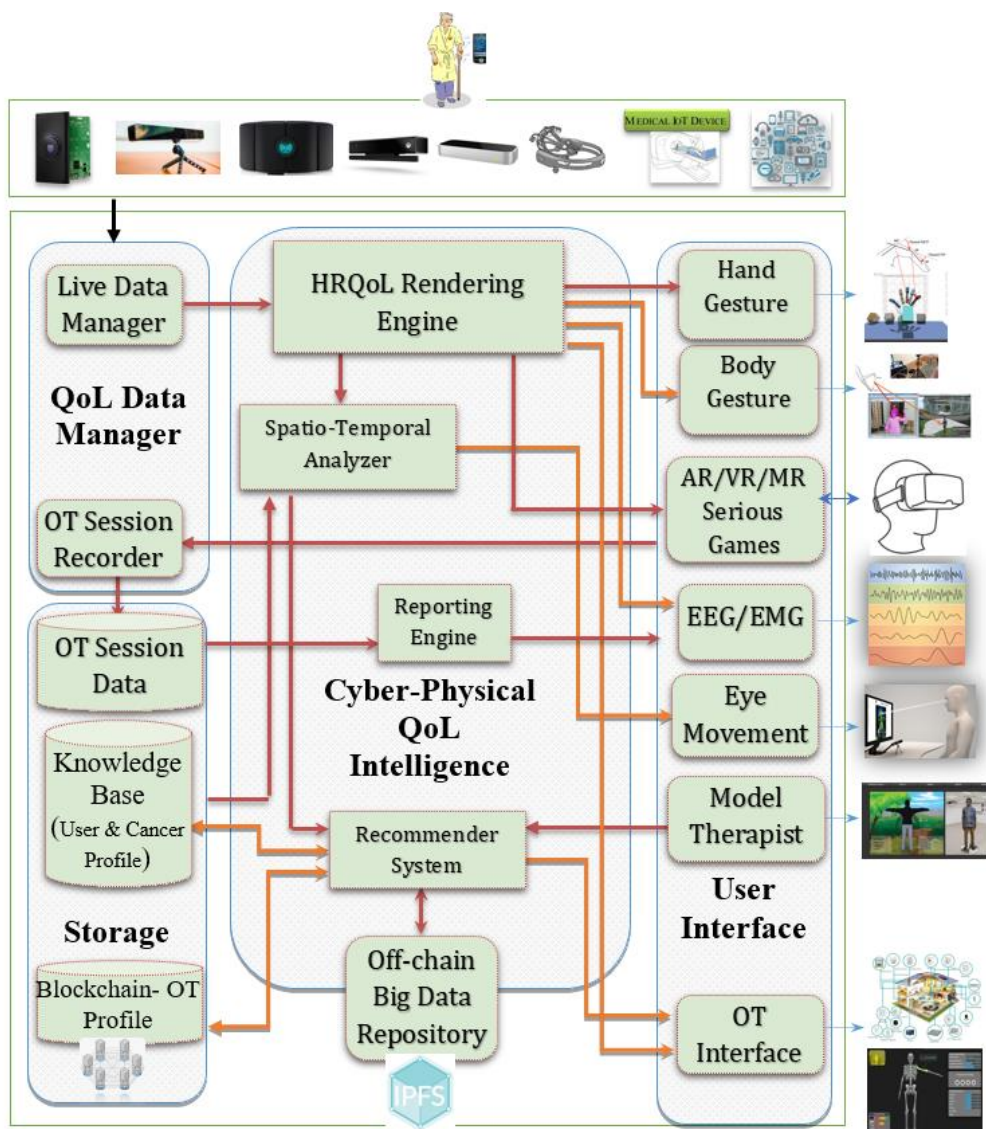 MEDICAL IOT DEVICE
Live Data
Manager
QoL Data
Manager
OT Session
Recorder
OT Session
Data
Knowledge
Base
(User & Cancer
Profile)
Storage
Blockchain- OT
Profile
HRQoL Rendering
Engine
Spatio-Temporal
Analyzer
Reporting
Engine
Cyber-Physical
QoL
Intelligence
Recommender
System
Off-chain
Big Data
Repository
IPFS
Hand
Gesture
Body
Gesture
AR/VR/MR
Serious
Games
EEG/EMG
Eye
Movement
Model
Therapist
User
Interface
OT
Interface